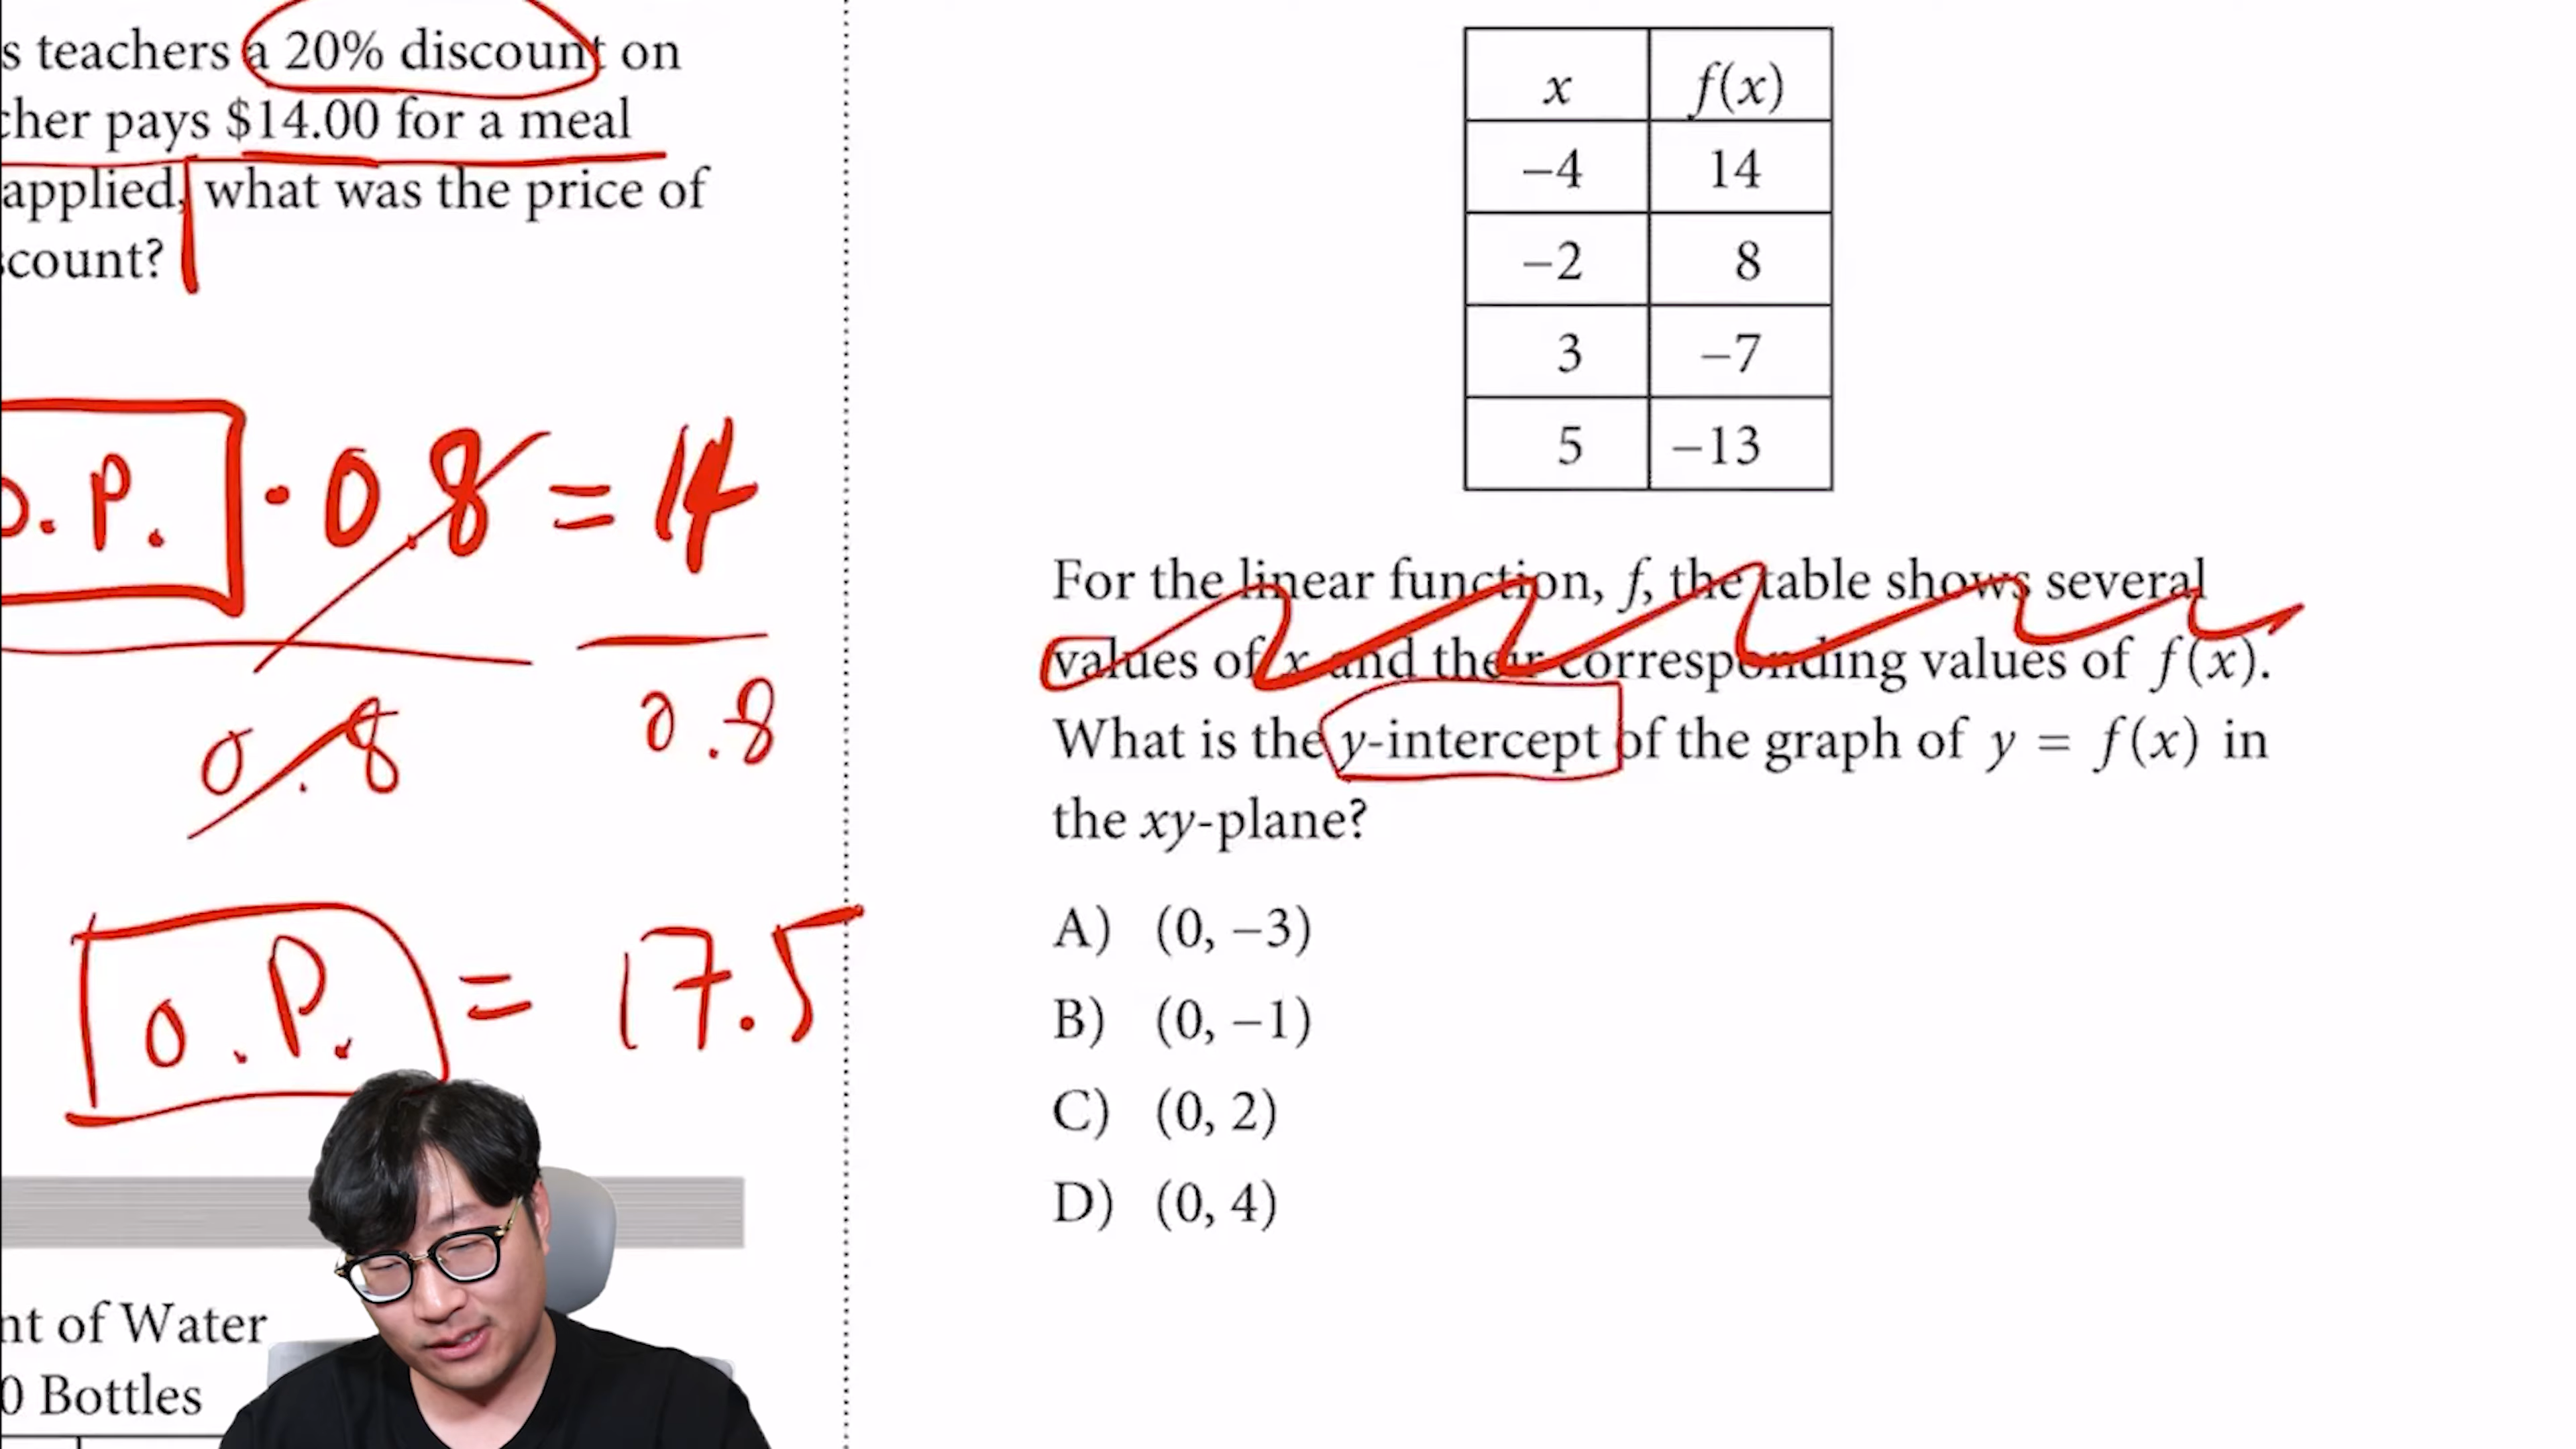 s teachers a 20% discount on
cher pays $14.00 for a meal
applied, what was the price of
scount?
O.P. · 0.8 = 14
0.8 0.8
O.P. = 17.5
nt of Water
0 Bottles
x f(x)
−4 14
−2 8
3 −7
5 −13
For the linear function, f, the table shows several
values of x and their corresponding values of f(x).
What is the y-intercept of the graph of y = f(x) in
the xy-plane?
A) (0, −3)
B) (0, −1)
C) (0, 2)
D) (0, 4)